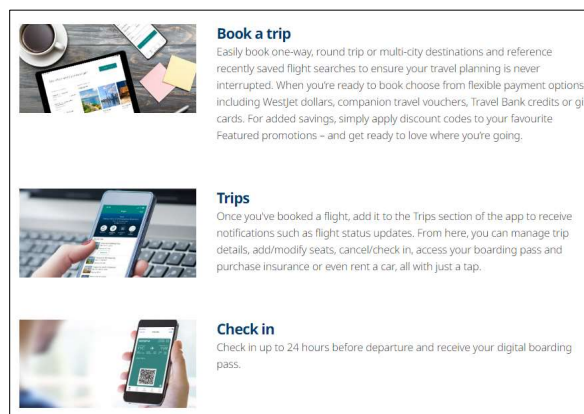 Book a trip
Easily book one-way, round trip or multi-city destinations and reference
recently saved flight searches to ensure your travel planning is never
interrupted. When you're ready to book choose from flexible payment options
including WestJet dollars, companion travel vouchers, Travel Bank credits or gi
cards. For added savings, simply apply discount codes to your favourite
Featured promotions – and get ready to love where you're going.
Trips
Once you've booked a flight, add it to the Trips section of the app to receive
notifications such as flight status updates. From here, you can manage trip
details, add/modify seats, cancel/check in, access your boarding pass and
purchase insurance or even rent a car, all with just a tap.
Check in
Check in up to 24 hours before departure and receive your digital boarding
pass.